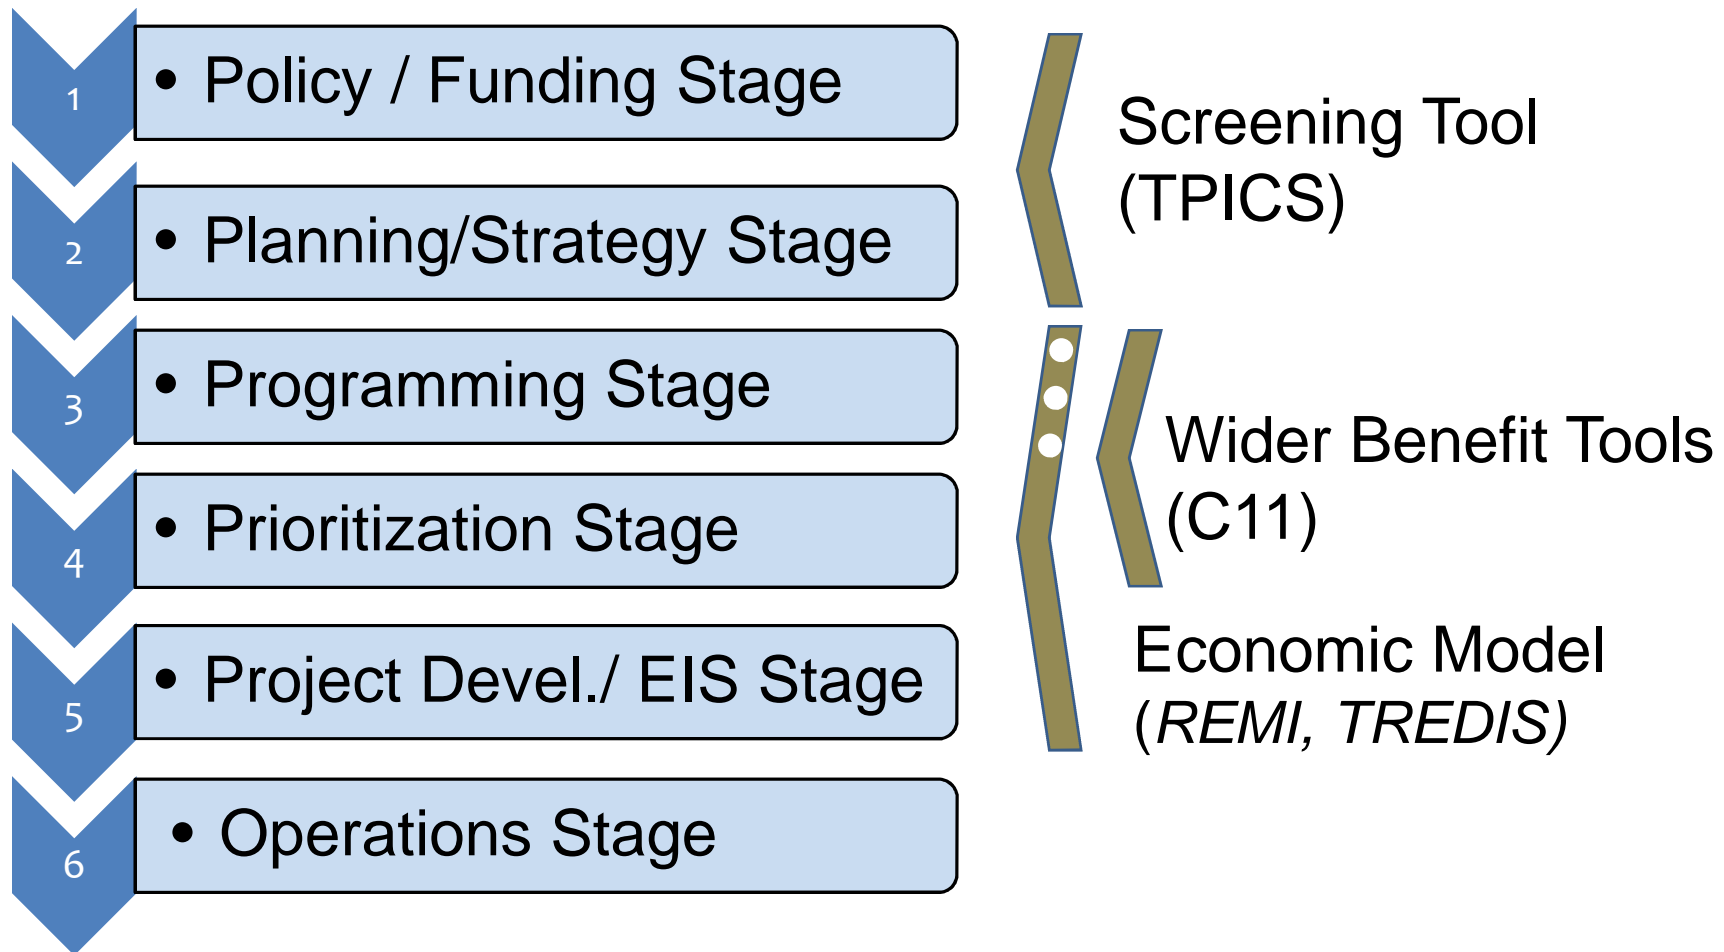 1
• Policy / Funding Stage
2
• Planning/Strategy Stage
3
• Programming Stage
4
• Prioritization Stage
5
• Project Devel./ EIS Stage
6
• Operations Stage
Screening Tool
(TPICS)
Wider Benefit Tools
(C11)
Economic Model
(REMI, TREDIS)